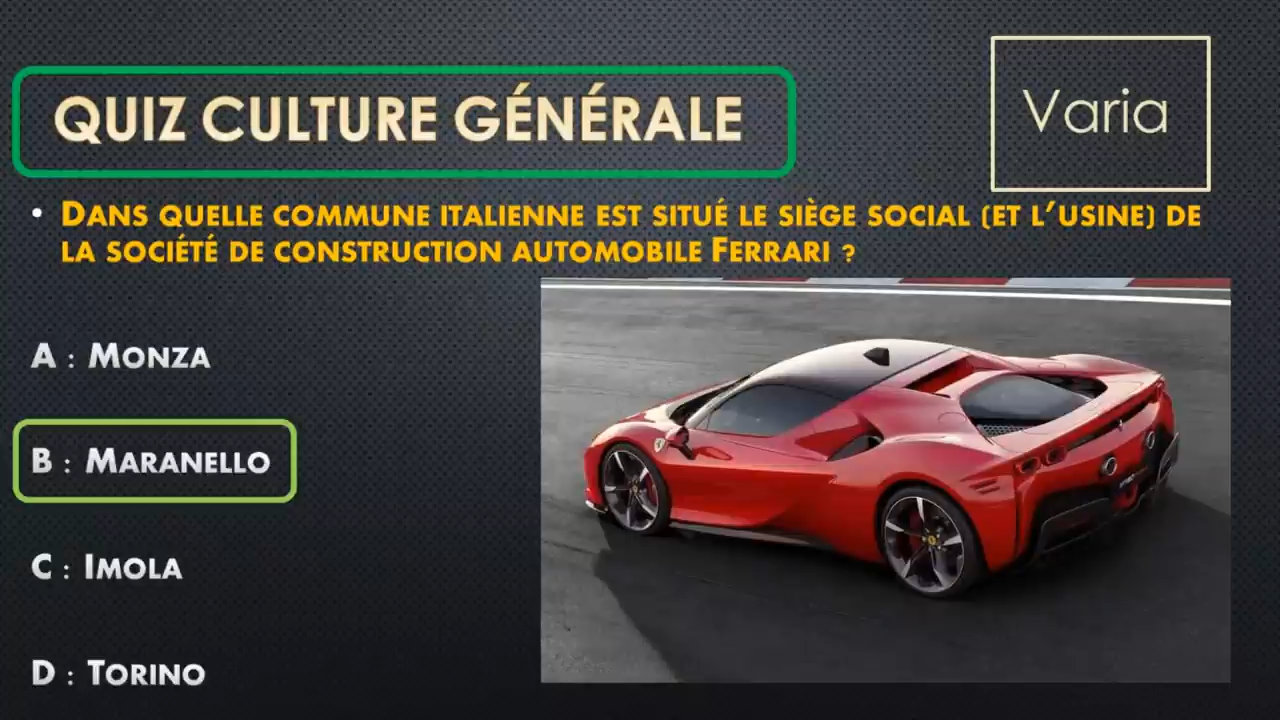 QUIZ CULTURE GÉNÉRALE
Varia
• DANS QUELLE COMMUNE ITALIENNE EST SITUÉ LE SIÈGE SOCIAL (ET L'USINE) DE
LA SOCIÉTÉ DE CONSTRUCTION AUTOMOBILE FERRARI ?
A : MONZA
B : MARANELLO
C : IMOLA
D : TORINO